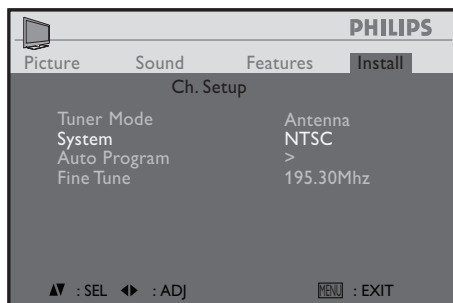 PHILIPS
Picture Sound Features Install
Ch. Setup
Tuner Mode Antenna
System NTSC
Auto Program >
Fine Tune 195.30Mhz
: SEL : ADJ MENU : EXIT